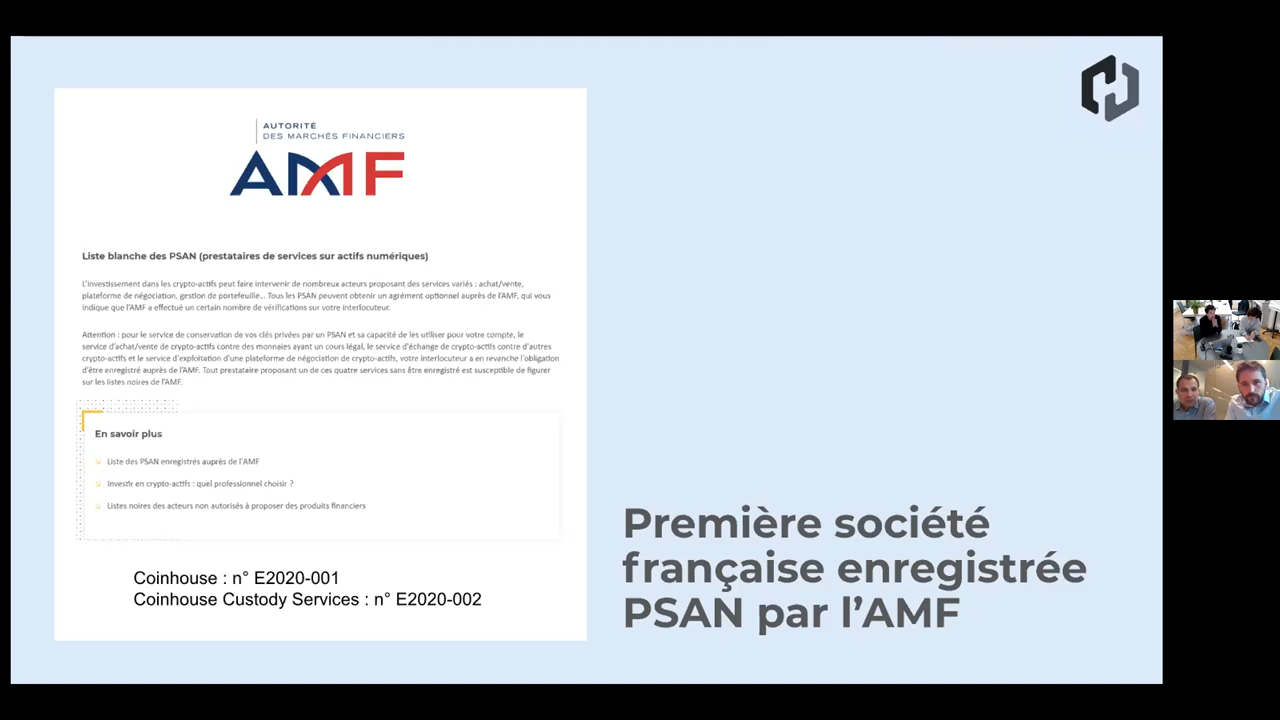 AUTORITÉ
DES MARCHÉS FINANCIERS
AMF
Liste blanche des PSAN (prestataires de services sur actifs numériques)
L'investissement dans les crypto-actifs peut faire intervenir de nombreux acteurs proposant des services variés : achat/vente,
plateforme de négociation, gestion de portefeuille... Tous les PSAN peuvent obtenir un agrément optionnel auprès de l'AMF, qui vous
indique que l'AMF a effectué un certain nombre de vérifications sur votre interlocuteur.
Attention : pour le service de conservation de vos clés privées par un PSAN et sa capacité de les utiliser pour votre compte, le
service d'achat/vente de crypto-actifs contre des monnaies ayant un cours légal, le service d'échange de crypto-actifs contre d'autres
crypto-actifs et le service d'exploitation d'une plateforme de négociation de crypto-actifs, votre interlocuteur a en revanche l'obligation
d'être enregistré auprès de l'AMF. Tout prestataire proposant un de ces quatre services sans être enregistré est susceptible de figurer
sur les listes noires de l'AMF.
En savoir plus
Liste des PSAN enregistrés auprès de l'AMF
Investir en crypto-actifs : quel professionnel choisir ?
Listes noires des acteurs non autorisés à proposer des produits financiers
Coinhouse : n° E2020-001
Coinhouse Custody Services : n° E2020-002
Première société
française enregistrée
PSAN par l'AMF